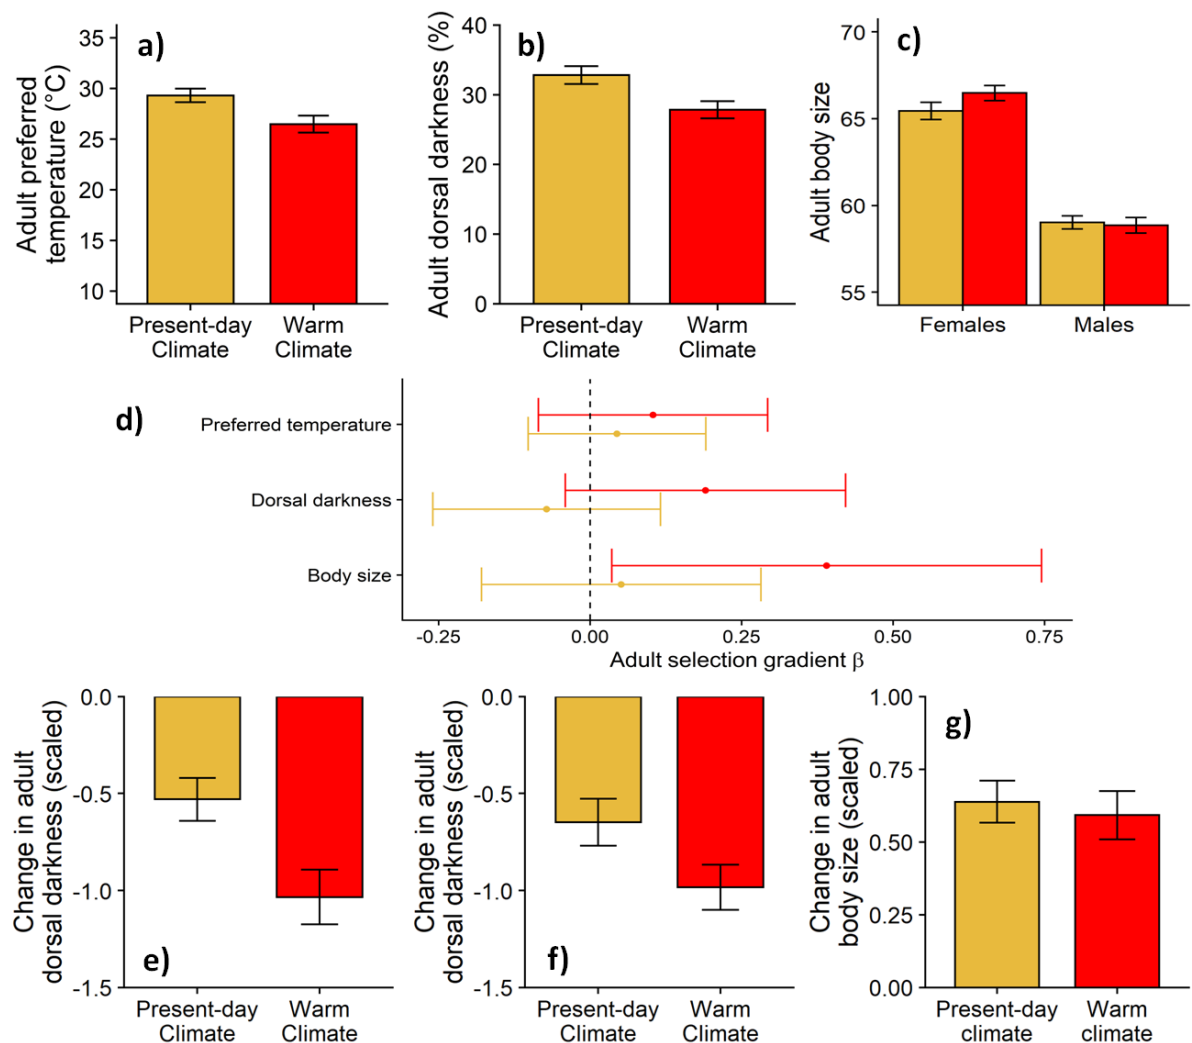 a)
Adult preferred
temperature (°C)
35
30
25
20
15
10
Present-day
Climate
Warm
Climate
b)
Adult dorsal darkness (%)
40
30
20
10
0
Present-day
Climate
Warm
Climate
c)
Adult body size
70
65
60
55
Females
Males
d)
Preferred temperature
Dorsal darkness
Body size
-0.25
0.00
0.25
0.50
0.75
Adult selection gradient β
e)
Change in adult
dorsal darkness (scaled)
0.0
-0.5
-1.0
-1.5
Present-day
Climate
Warm
Climate
f)
Change in adult
dorsal darkness (scaled)
0.0
-0.5
-1.0
-1.5
Present-day
Climate
Warm
Climate
g)
Change in adult
body size (scaled)
1.00
0.75
0.50
0.25
0.00
Present-day
climate
Warm
climate